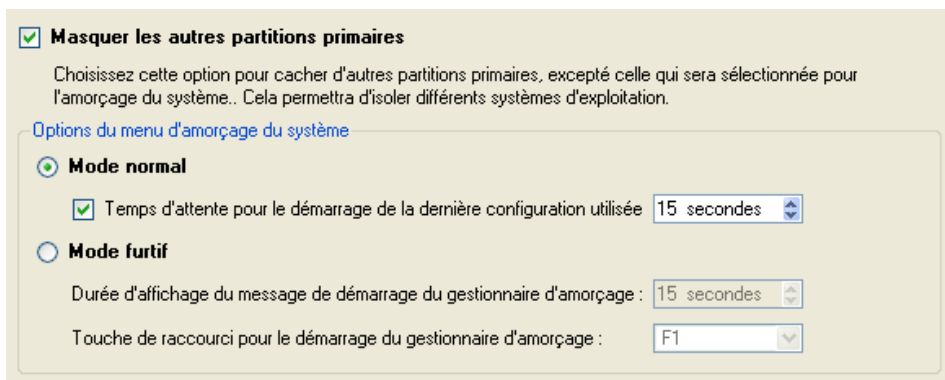 Masquer les autres partitions primaires
Choisissez cette option pour cacher d'autres partitions primaires, excepté celle qui sera sélectionnée pour
l'amorçage du système.. Cela permettra d'isoler différents systèmes d'exploitation.
Options du menu d'amorçage du système
Mode normal
Temps d'attente pour le démarrage de la dernière configuration utilisée 15 secondes
Mode furtif
Durée d'affichage du message de démarrage du gestionnaire d'amorçage : 15 secondes
Touche de raccourci pour le démarrage du gestionnaire d'amorçage : F1